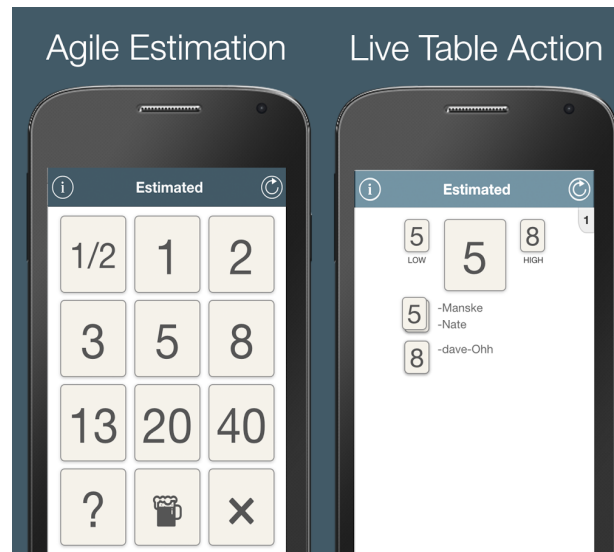 Agile Estimation
Estimated
1/2 1 2
3 5 8
13 20 40
?
Live Table Action
Estimated
1
5 5 8
LOW HIGH
5 -Manske
-Nate
8 -dave-Ohh